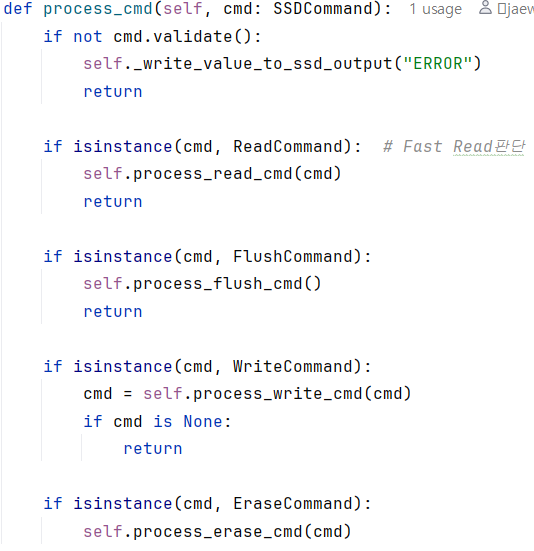 def process_cmd(self, cmd: SSDCommand): 1 usage jaew
if not cmd.validate():
self._write_value_to_ssd_output("ERROR")
return
if isinstance(cmd, ReadCommand): # Fast Read판단
self.process_read_cmd(cmd)
return
if isinstance(cmd, FlushCommand):
self.process_flush_cmd()
return
if isinstance(cmd, WriteCommand):
cmd = self.process_write_cmd(cmd)
if cmd is None:
return
if isinstance(cmd, EraseCommand):
self.process_erase_cmd(cmd)